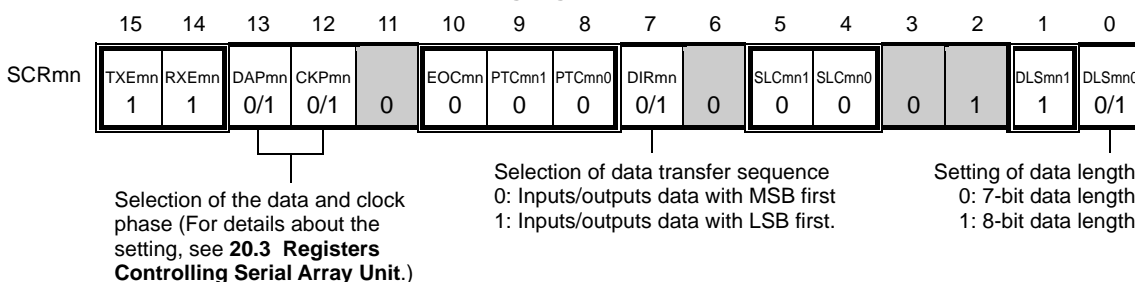 15 14 13 12 11 10 9 8 7 6 5 4 3 2 1 0
SCRmn TXEmn RXEmn DAPmn CKPmn EOCmn PTCmn1 PTCmn0 DIRmn SLCmn1 SLCmn0 DLSmn1 DLSmn0
1 1 0/1 0/1 0 0 0 0 0/1 0 0 0 0 1 1 0/1
Selection of the data and clock
phase (For details about the
setting, see 20.3 Registers
Controlling Serial Array Unit.)
Selection of data transfer sequence
0: Inputs/outputs data with MSB first
1: Inputs/outputs data with LSB first.
Setting of data length
0: 7-bit data length
1: 8-bit data length